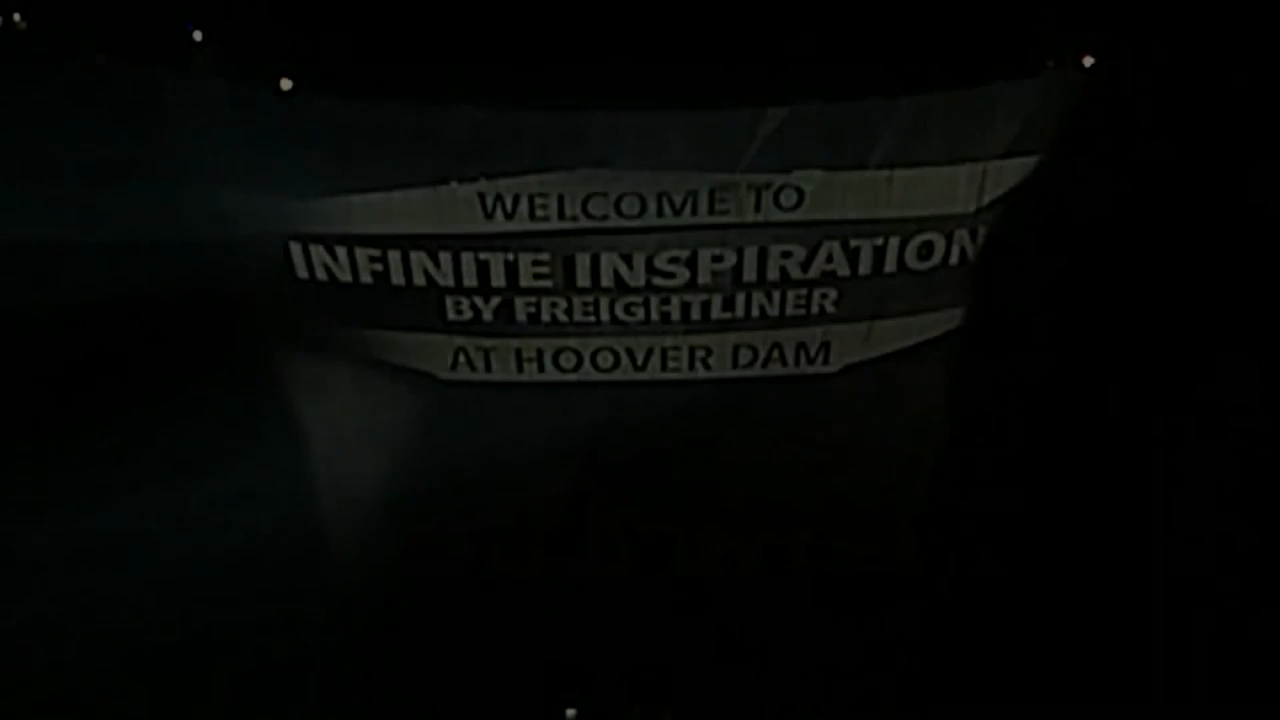 WELCOME TO
INFINITE INSPIRATION
BY FREIGHTLINER
AT HOOVER DAM